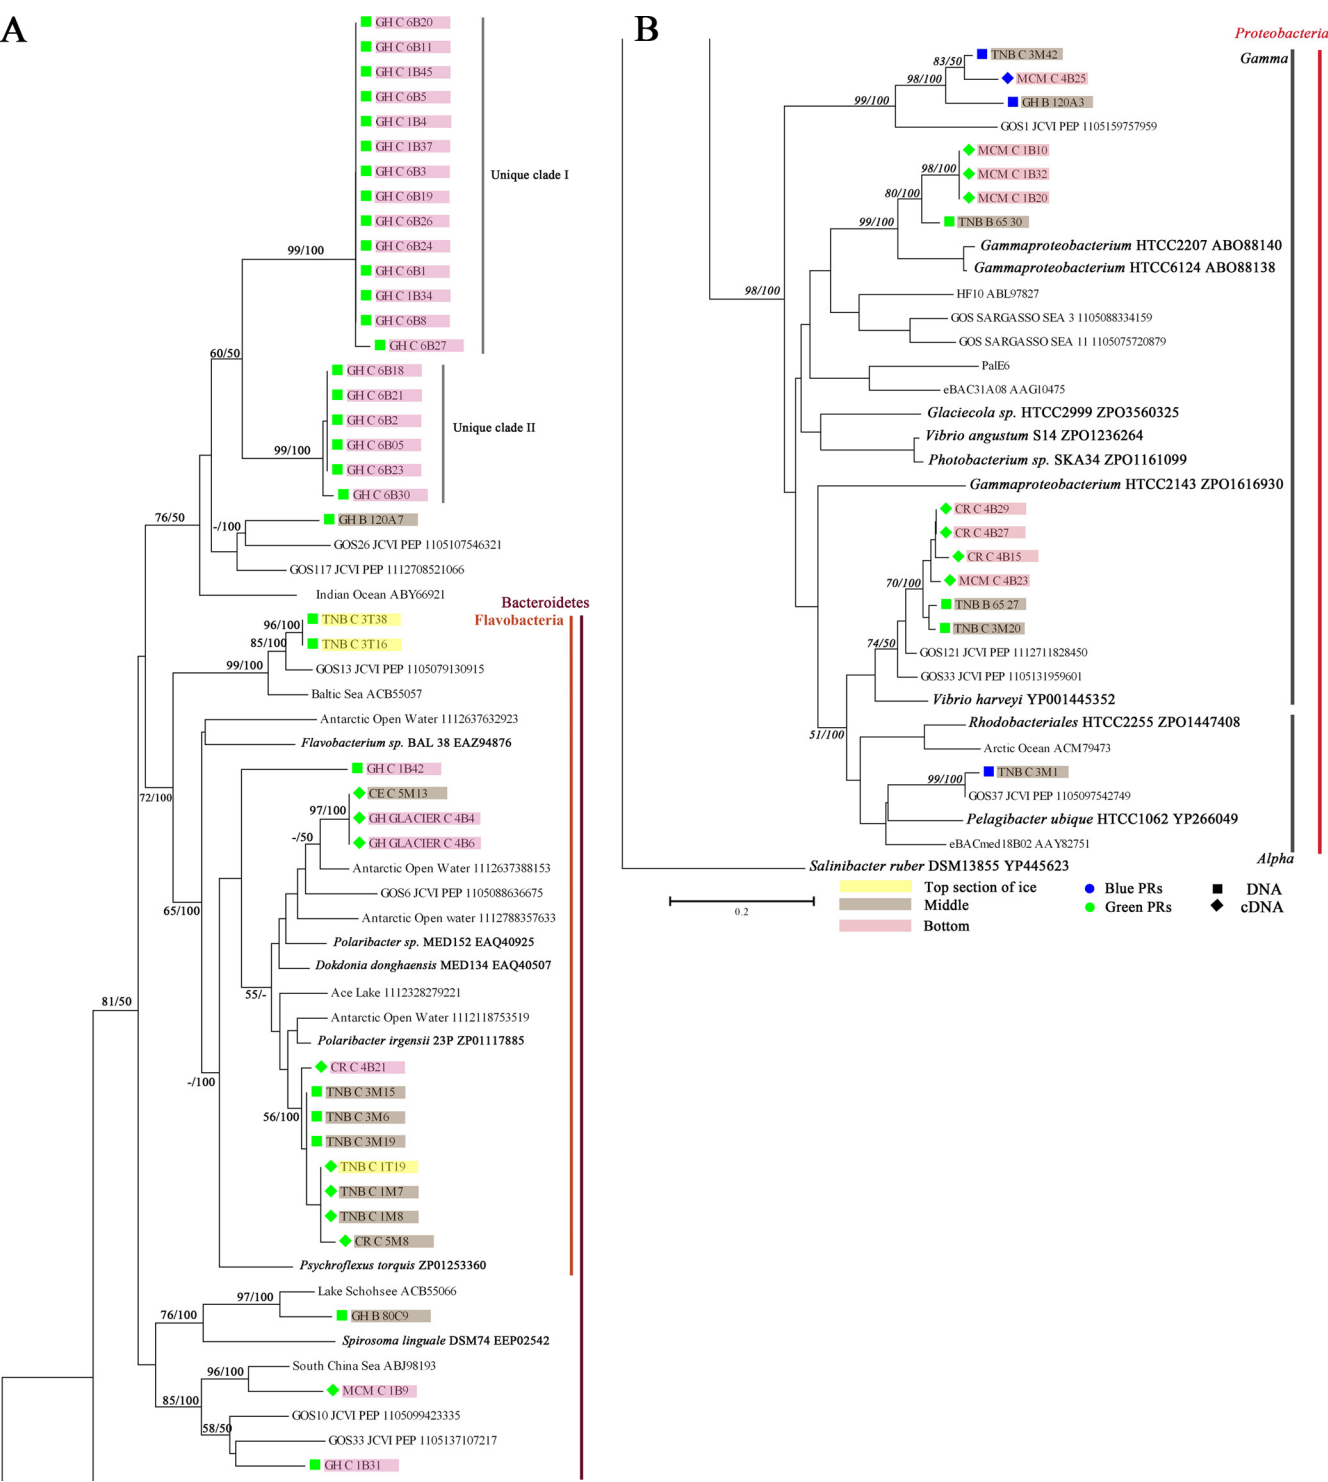 A
GH C 6B20
GH C 6B11
GH C 1B45
GH C 6B5
GH C 1B4
GH C 1B37
GH C 6B3
Unique clade I
GH C 6B19
GH C 6B26
GH C 6B24
99/100
GH C 6B1
GH C 1B34
GH C 6B8
GH C 6B27
60/50
GH C 6B18
GH C 6B21
GH C 6B2
Unique clade II
GH C 6B05
99/100
GH C 6B23
GH C 6B30
76/50
GH B 120A7
-/100
GOS26 JCVI PEP 1105107546321
GOS117 JCVI PEP 1112708521066
Indian Ocean ABY66921
Bacteroidetes
Flavobacteria
96/100
TNB C 3T38
85/100
TNB C 3T16
99/100
GOS13 JCVI PEP 1105079130915
Baltic Sea ACB55057
Antarctic Open Water 1112637632923
Flavobacterium sp. BAL 38 EAZ94876
GH C 1B42
72/100
CE C 5M13
97/100
GH GLACIER C 4B4
-/50
GH GLACIER C 4B6
Antarctic Open Water 1112637388153
GOS6 JCVI PEP 1105088636675
65/100
Antarctic Open water 1112788357633
Polaribacter sp. MED152 EAQ40925
Dokdonia donghaensis MED134 EAQ40507
55/-
Ace Lake 1112328279221
81/50
Antarctic Open Water 1112118753519
Polaribacter irgensii 23P ZP01117885
CR C 4B21
-/100
TNB C 3M15
56/100
TNB C 3M6
TNB C 3M19
TNB C 1T19
TNB C 1M7
TNB C 1M8
CR C 5M8
Psychroflexus torquis ZP01253360
Lake Schohsee ACB55066
97/100
76/100
GH B 80C9
Spirosoma linguale DSM74 EEP02542
South China Sea ABJ98193
96/100
MCM C 1B9
85/100
GOS10 JCVI PEP 1105099423335
58/50
GOS33 JCVI PEP 1105137107217
GH C 1B31
B
Proteobacteria
Gamma
TNB C 3M42
83/50
MCM C 4B25
98/100
99/100
GH B 120A3
GOS1 JCVI PEP 1105159757959
MCM C 1B10
98/100
MCM C 1B32
80/100
MCM C 1B20
99/100
TNB B 65 30
Gammaproteobacterium HTCC2207 ABO88140
Gammaproteobacterium HTCC6124 ABO88138
98/100
HF10 ABL97827
GOS SARGASSO SEA 3 1105088334159
GOS SARGASSO SEA 11 1105075720879
PalE6
eBAC31A08 AAG10475
Glaciecola sp. HTCC2999 ZPO3560325
Vibrio angustum S14 ZPO1236264
Photobacterium sp. SKA34 ZPO1161099
Gammaproteobacterium HTCC2143 ZPO1616930
CR C 4B29
CR C 4B27
CR C 4B15
70/100
MCM C 4B23
TNB B 65 27
TNB C 3M20
74/50
GOS121 JCVI PEP 1112711828450
GOS33 JCVI PEP 1105131959601
Vibrio harveyi YP001445352
51/100
Rhodobacteriales HTCC2255 ZPO1447408
Arctic Ocean ACM79473
99/100
TNB C 3M1
GOS37 JCVI PEP 1105097542749
Pelagibacter ubique HTCC1062 YP266049
eBACmed18B02 AAY82751
Alpha
Salinibacter ruber DSM13855 YP445623
Top section of ice
Middle
Bottom
Blue PRs
Green PRs
DNA
cDNA
0.2